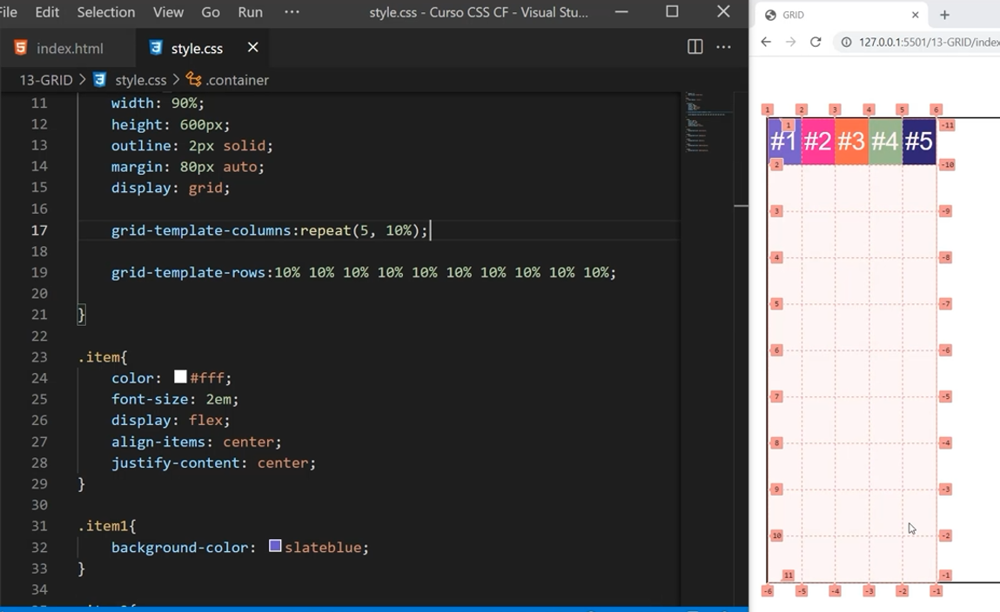 File Edit Selection View Go Run ··· style.css - Curso CSS CF - Visual Stu...
index.html style.css
13-GRID > style.css > .container
11 width: 90%;
12 height: 600px;
13 outline: 2px solid;
14 margin: 80px auto;
15 display: grid;
16
17 grid-template-columns:repeat(5, 10%);
18
19 grid-template-rows:10% 10% 10% 10% 10% 10% 10% 10% 10% 10%;
20
21 }
22
23 .item{
24 color: #fff;
25 font-size: 2em;
26 display: flex;
27 align-items: center;
28 justify-content: center;
29 }
30
31 .item1{
32 background-color: slateblue;
33 }
34
GRID
127.0.0.1:5501/13-GRID/index
1 2 3 4 5 6
1 -11
#1 #2 #3 #4 #5
2 -10
3 -9
4 -8
5 -7
6 -6
7 -5
8 -4
9 -3
10 -2
11 -1
-6 -5 -4 -3 -2 -1